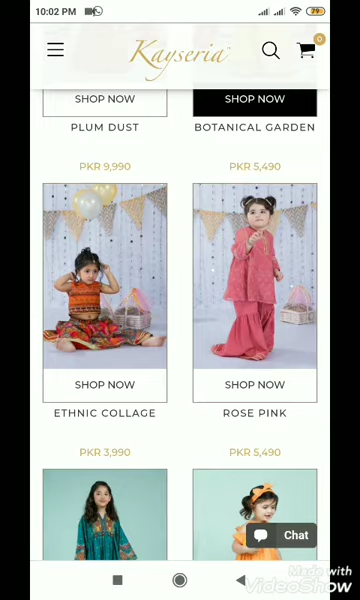 10:02 PM
79
Kayseria
0
SHOP NOW
SHOP NOW
PLUM DUST
BOTANICAL GARDEN
PKR 9,990
PKR 5,490
SHOP NOW
SHOP NOW
ETHNIC COLLAGE
ROSE PINK
PKR 3,990
PKR 5,490
Chat
Made with
VideoShow